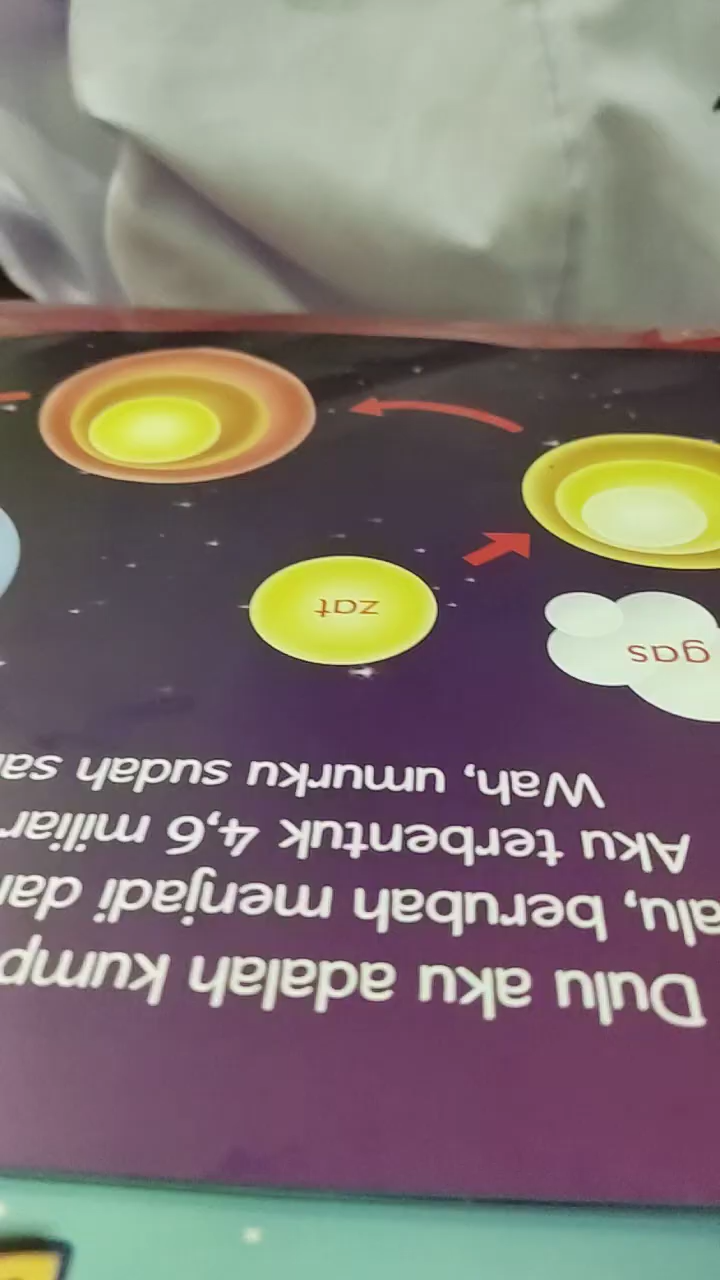 Dulu aku adalah
berubah menjadi
Aku terbentuk 4,6 miliar
Wah, umurku sudah
gas
zat